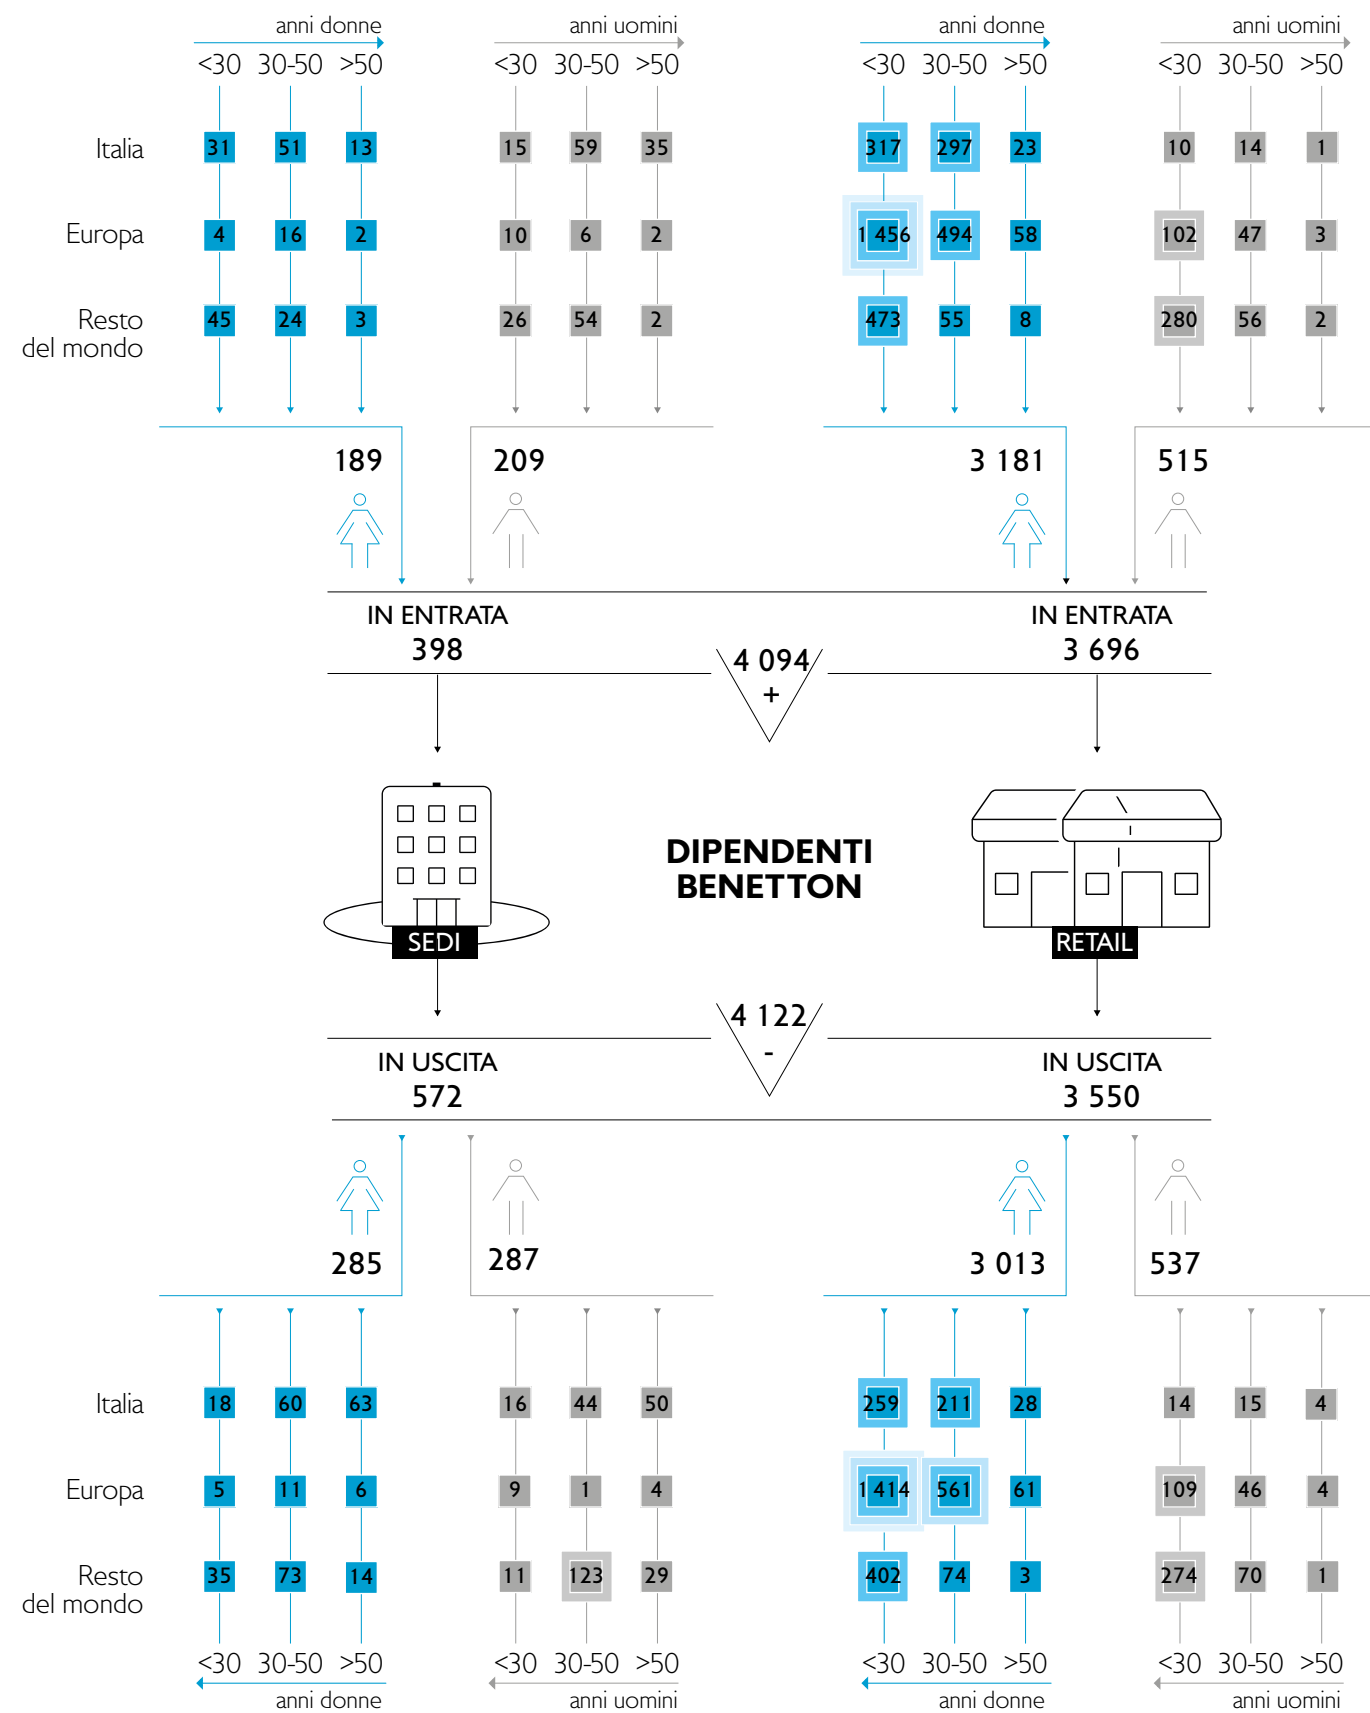 anni donne anni uomini anni donne anni uomini
<30 30-50 >50 <30 30-50 >50 <30 30-50 >50 <30 30-50 >50
Italia 31 51 13 15 59 35 317 297 23 10 14 1
Europa 4 16 2 10 6 2 1 456 494 58 102 47 3
Resto
del mondo 45 24 3 26 54 2 473 55 8 280 56 2
189 209 3 181 515
IN ENTRATA IN ENTRATA
398 3 696
4 094
+
DIPENDENTI
BENETTON
SEDI RETAIL
4 122
-
IN USCITA IN USCITA
572 3 550
285 287 3 013 537
Italia 18 60 63 16 44 50 259 211 28 14 15 4
Europa 5 11 6 9 1 4 1 414 561 61 109 46 4
Resto
del mondo 35 73 14 11 123 29 402 74 3 274 70 1
<30 30-50 >50 <30 30-50 >50 <30 30-50 >50 <30 30-50 >50
anni donne anni uomini anni donne anni uomini